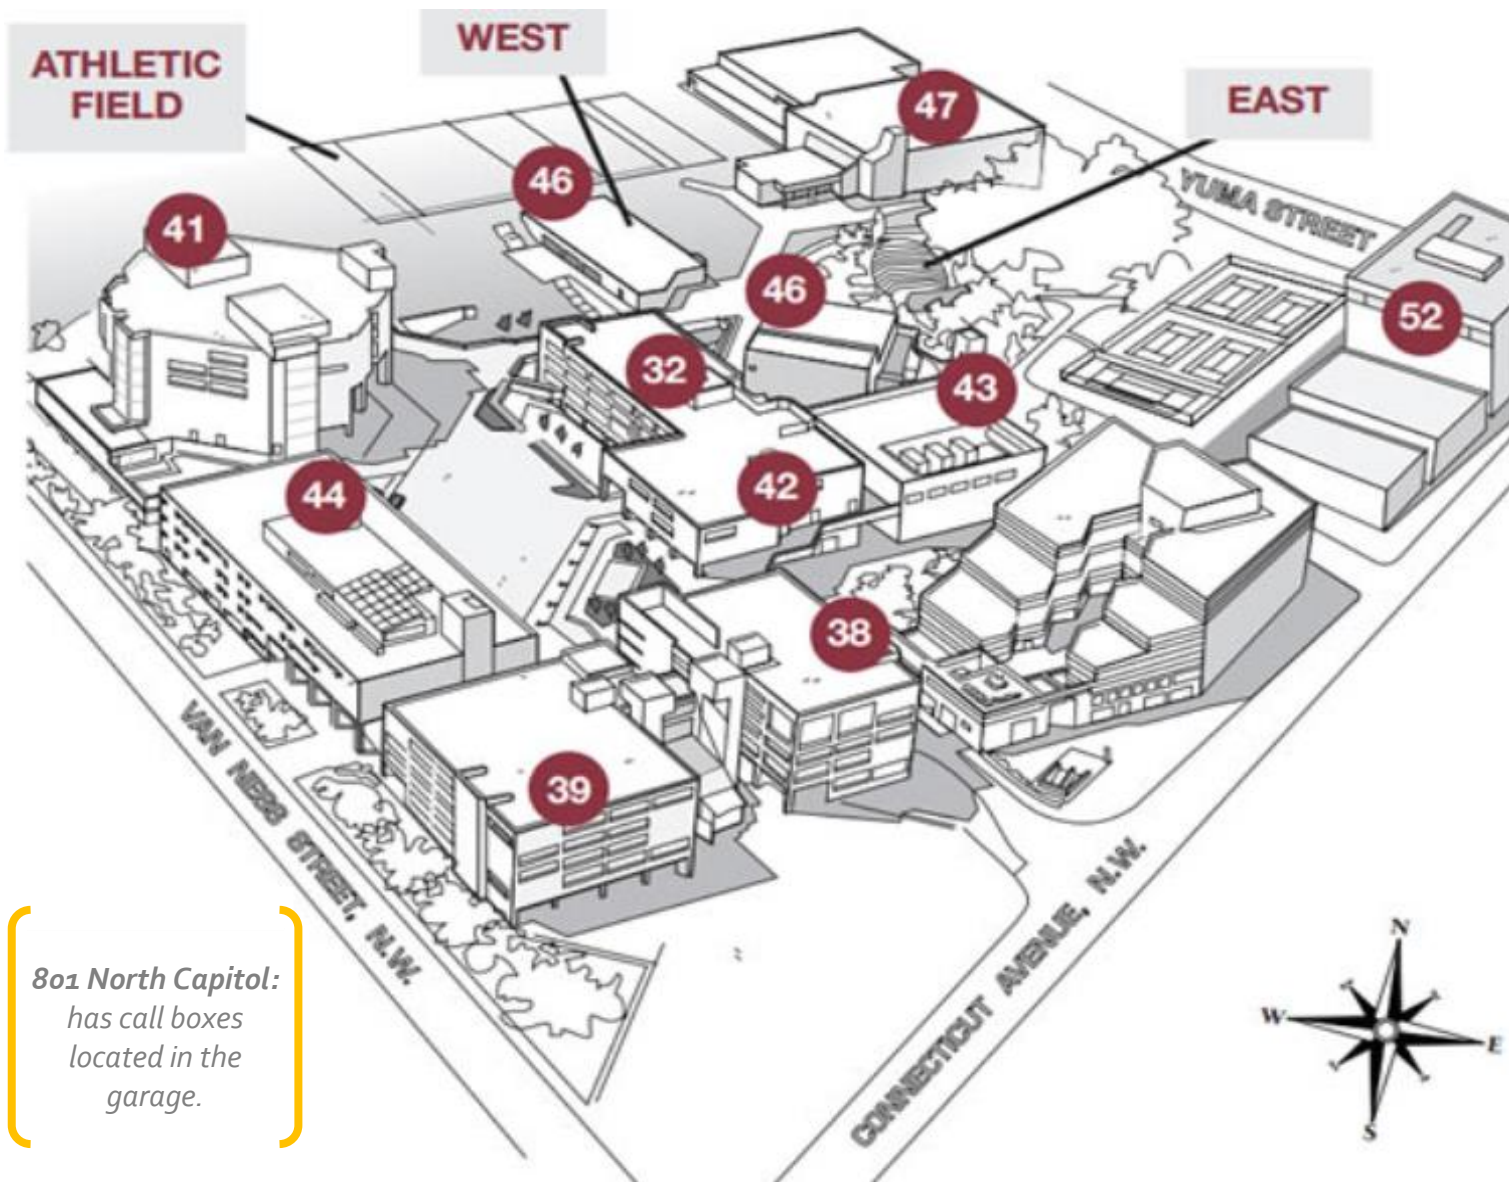 ATHLETIC
FIELD
WEST
EAST
47
46
41
YUMA STREET
46
52
32
43
44
42
38
39
VAN NESS STREET, N.W.
CONNECTICUT AVENUE, N.W.
801 North Capitol:
has call boxes
located in the
garage.
N
W
E
S